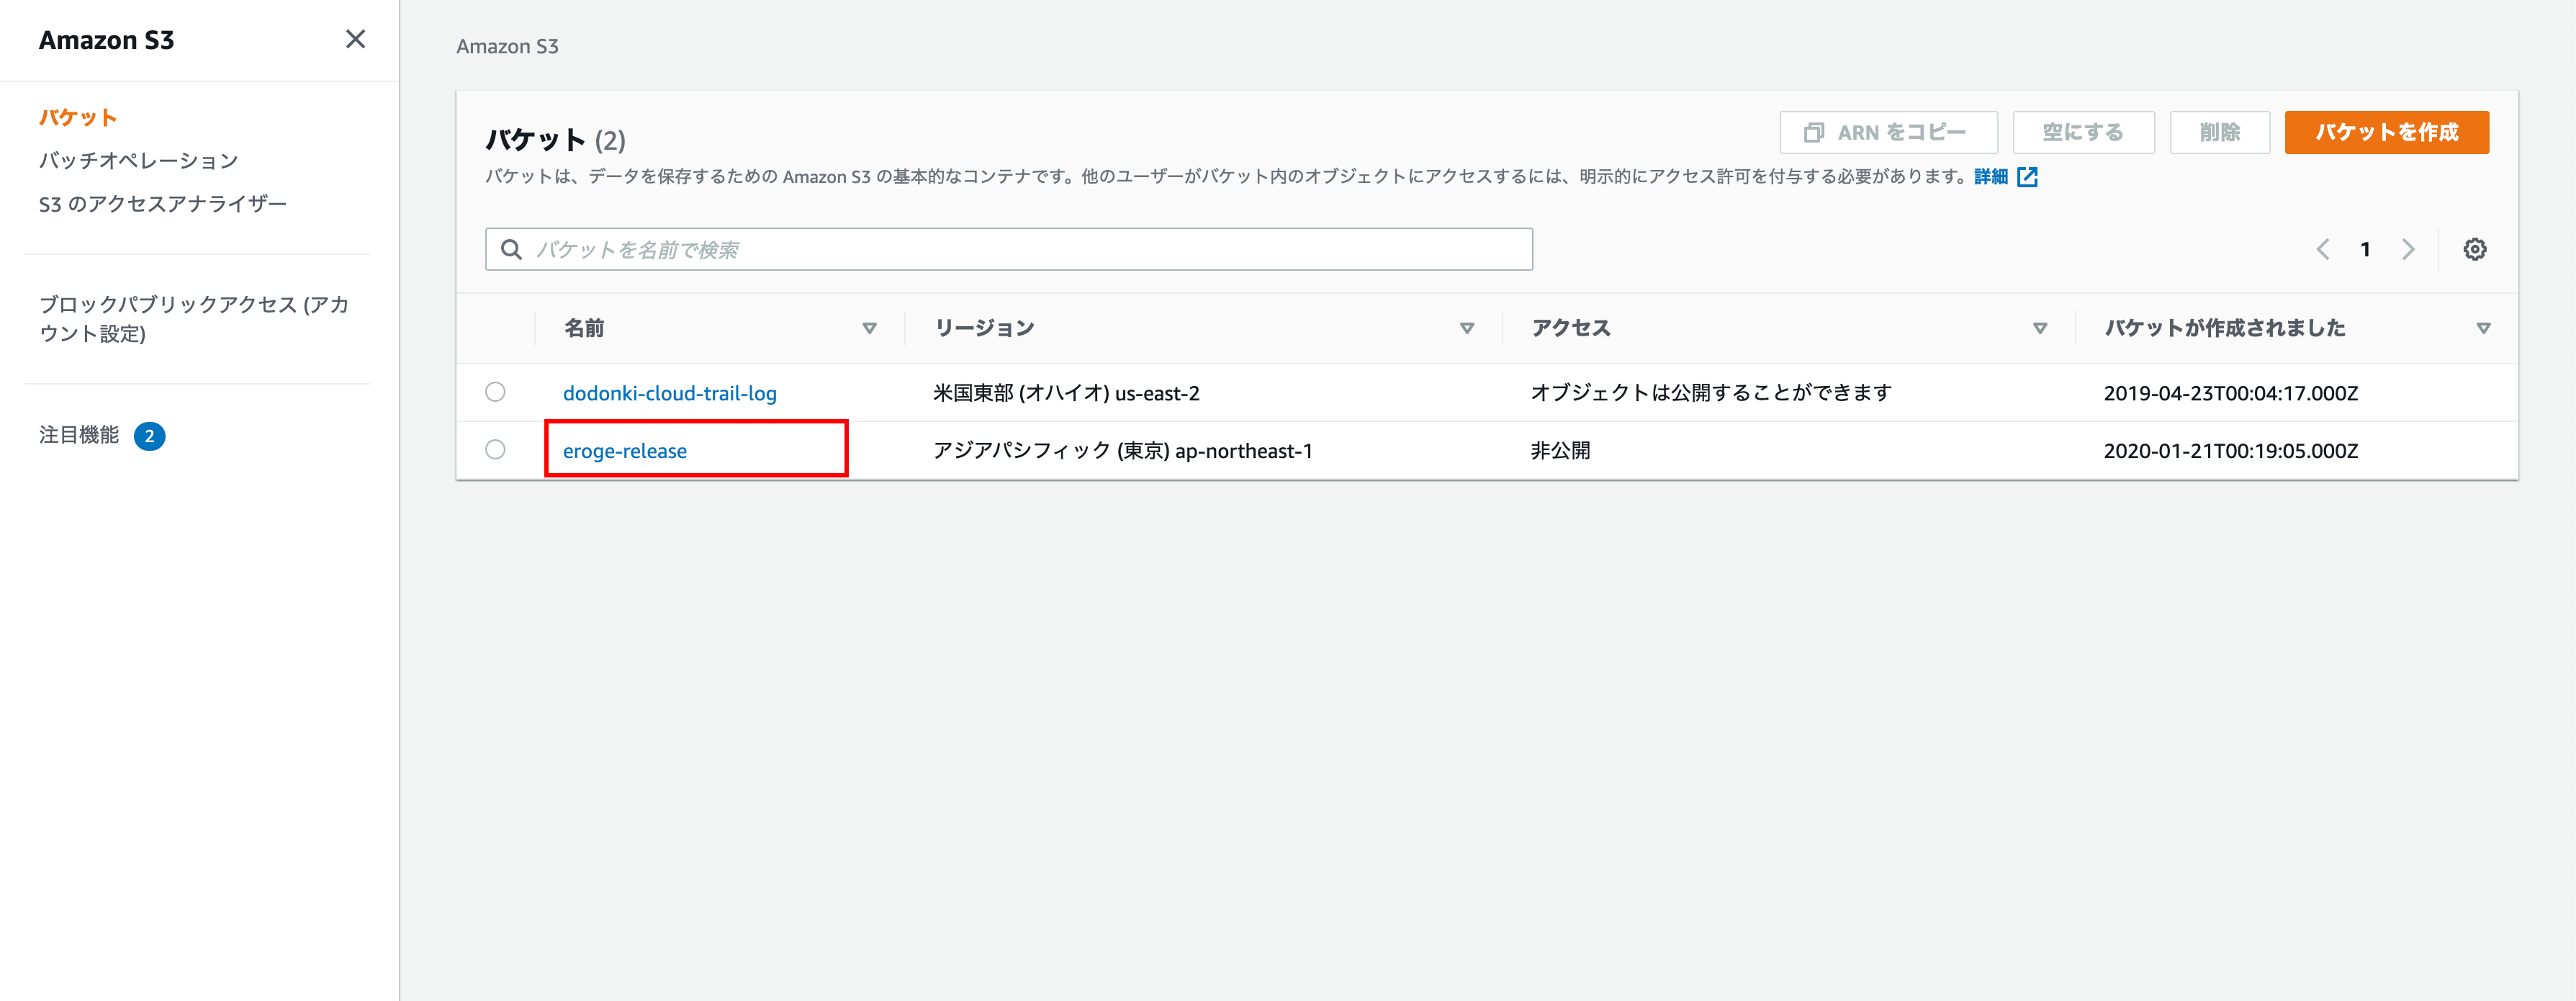 Amazon S3
バケット
バッチオペレーション
S3 のアクセスアナライザー
ブロックパブリックアクセス (アカ
ウント設定)
注目機能 2
Amazon S3
バケット (2)
ARN をコピー 空にする 削除 バケットを作成
バケットは、データを保存するための Amazon S3 の基本的なコンテナです。他のユーザーがバケット内のオブジェクトにアクセスするには、明示的にアクセス許可を付与する必要があります。詳細
バケットを名前で検索
1
名前 リージョン アクセス バケットが作成されました
dodonki-cloud-trail-log 米国東部 (オハイオ) us-east-2 オブジェクトは公開することができます 2019-04-23T00:04:17.000Z
eroge-release アジアパシフィック (東京) ap-northeast-1 非公開 2020-01-21T00:19:05.000Z